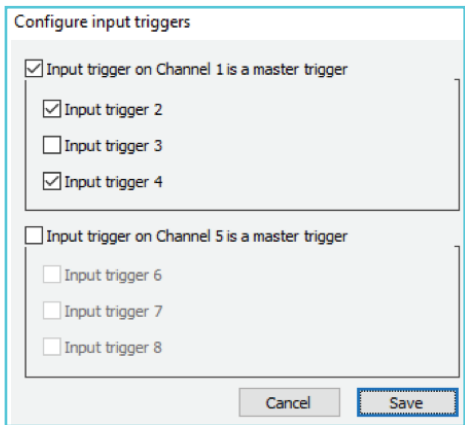 Configure input triggers
Input trigger on Channel 1 is a master trigger
Input trigger 2
Input trigger 3
Input trigger 4
Input trigger on Channel 5 is a master trigger
Input trigger 6
Input trigger 7
Input trigger 8
Cancel Save